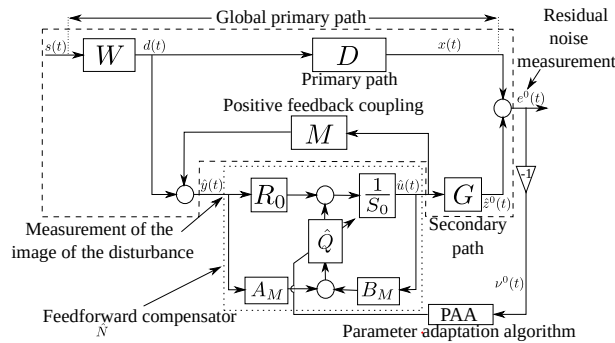 Global primary path
Residual
noise
measurement
s(t)
W
d(t)
D
x(t)
Primary path
e⁰(t)
Positive feedback coupling
M
-1
ŷ(t)
R₀
1
S₀
û(t)
G
ẑ⁰(t)
Measurement of the
image of the disturbance
Q̂
Secondary
path
A_M
B_M
ν⁰(t)
Feedforward compensator
N̂
PAA
Parameter adaptation algorithm